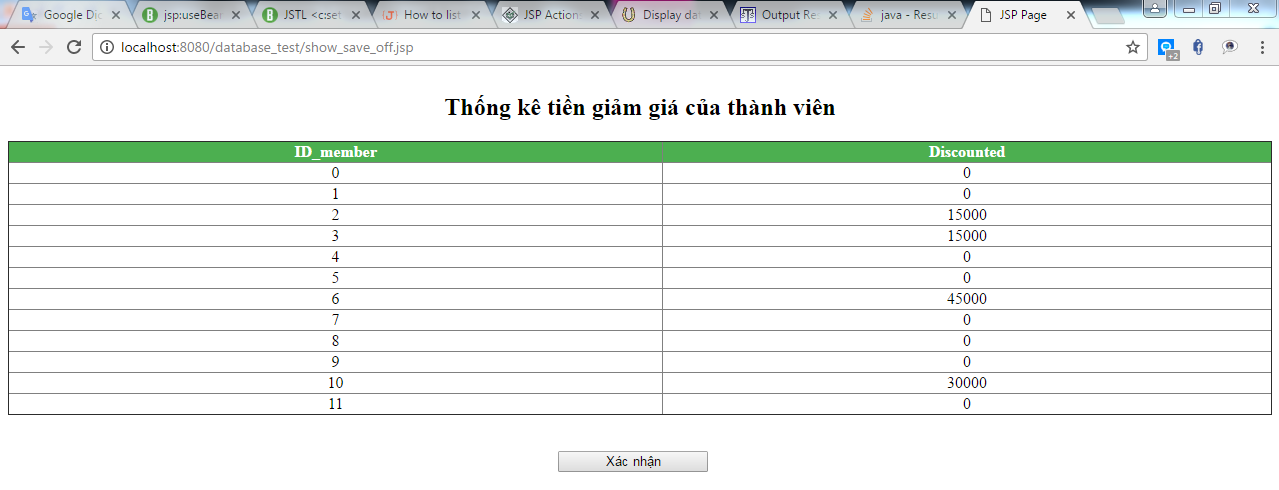 Google Dic jsp:useBear JSTL <c:set How to list JSP Actions Display dat Output Res java - Resu JSP Page
localhost:8080/database_test/show_save_off.jsp
+2
Thống kê tiền giảm giá của thành viên
ID_member Discounted
0 0
1 0
2 15000
3 15000
4 0
5 0
6 45000
7 0
8 0
9 0
10 30000
11 0
Xác nhận